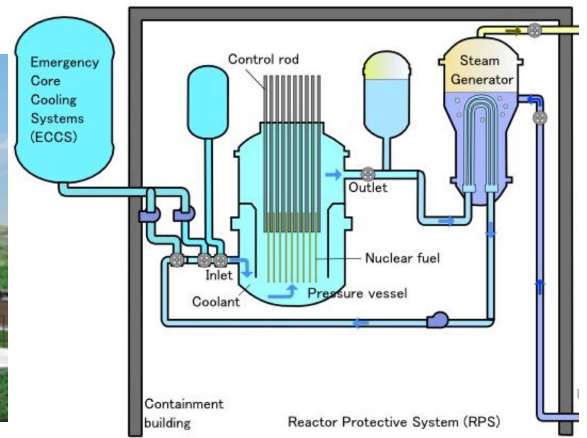 Emergency
Core
Cooling
Systems
(ECCS)
Control rod
Steam
Generator
Outlet
Nuclear fuel
Inlet
Coolant
Pressure vessel
Containment
building
Reactor Protective System (RPS)